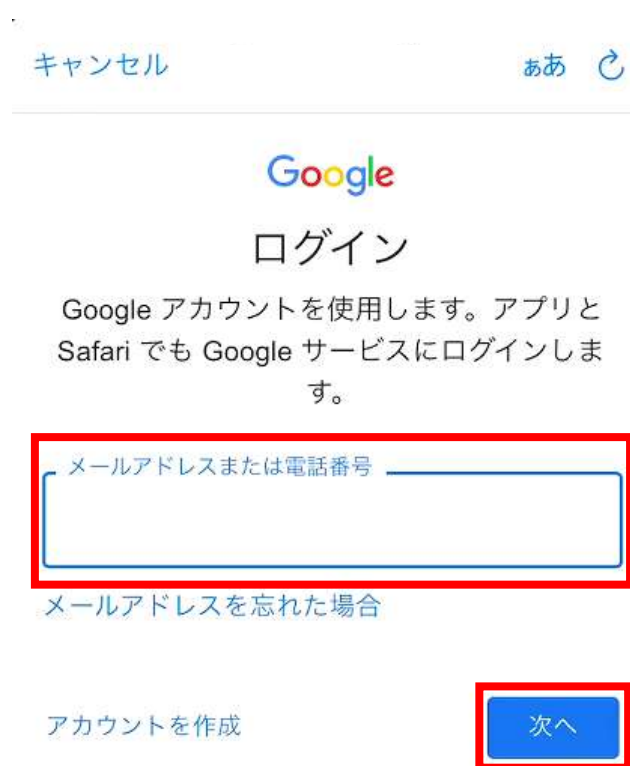 キャンセル ぁあ
Google
ログイン
Google アカウントを使用します。アプリと
Safari でも Google サービスにログインしま
す。
メールアドレスまたは電話番号
メールアドレスを忘れた場合
アカウントを作成 次へ